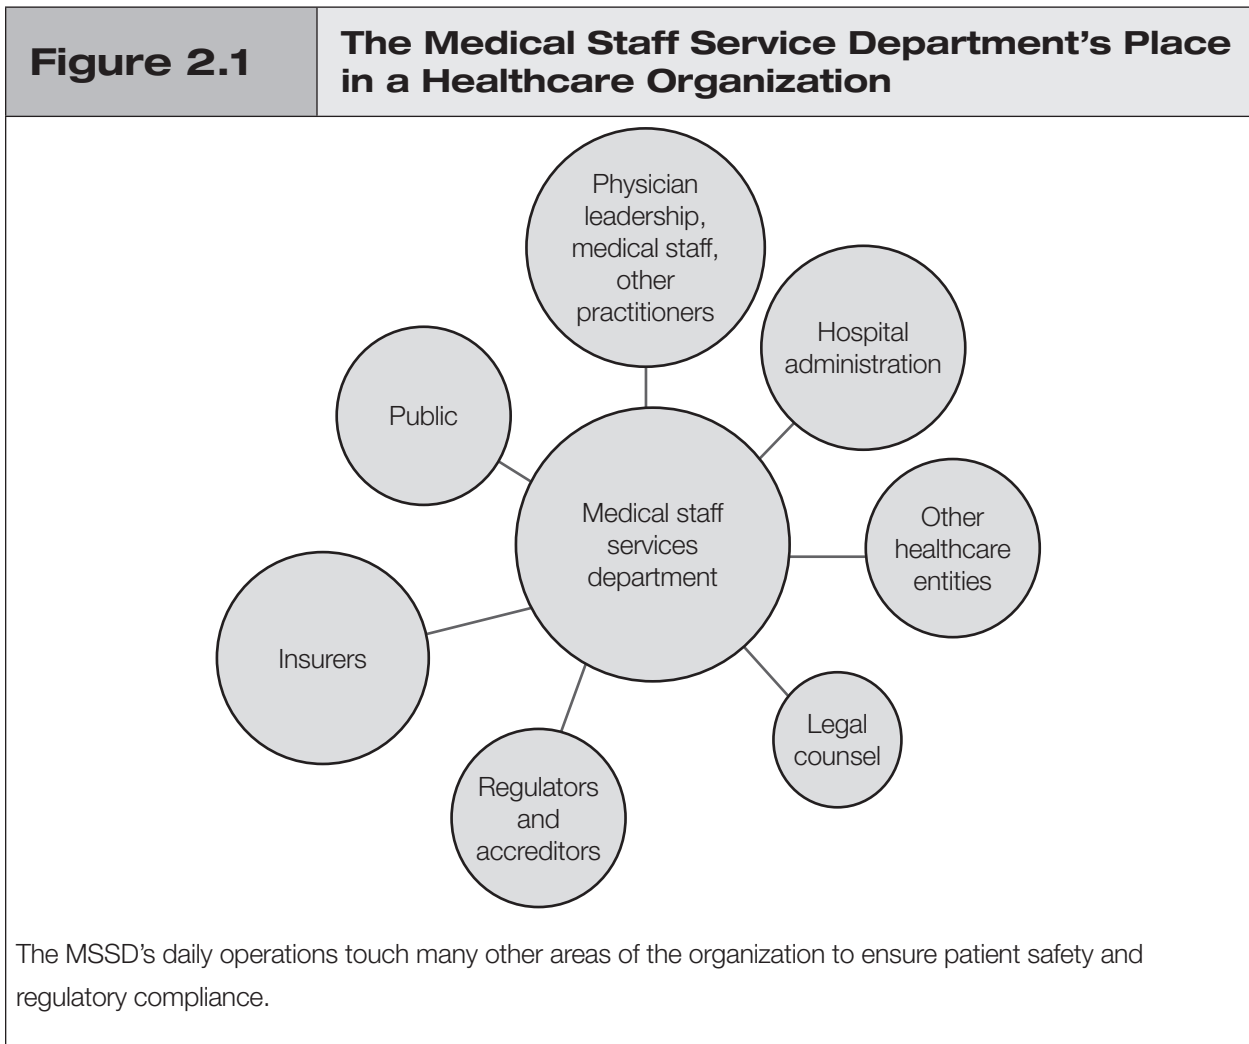 Figure 2.1
The Medical Staff Service Department’s Place
in a Healthcare Organization
Physician
leadership,
medical staff,
other
practitioners
Hospital
administration
Public
Medical staff
services
department
Other
healthcare
entities
Insurers
Legal
counsel
Regulators
and
accreditors
The MSSD’s daily operations touch many other areas of the organization to ensure patient safety and
regulatory compliance.